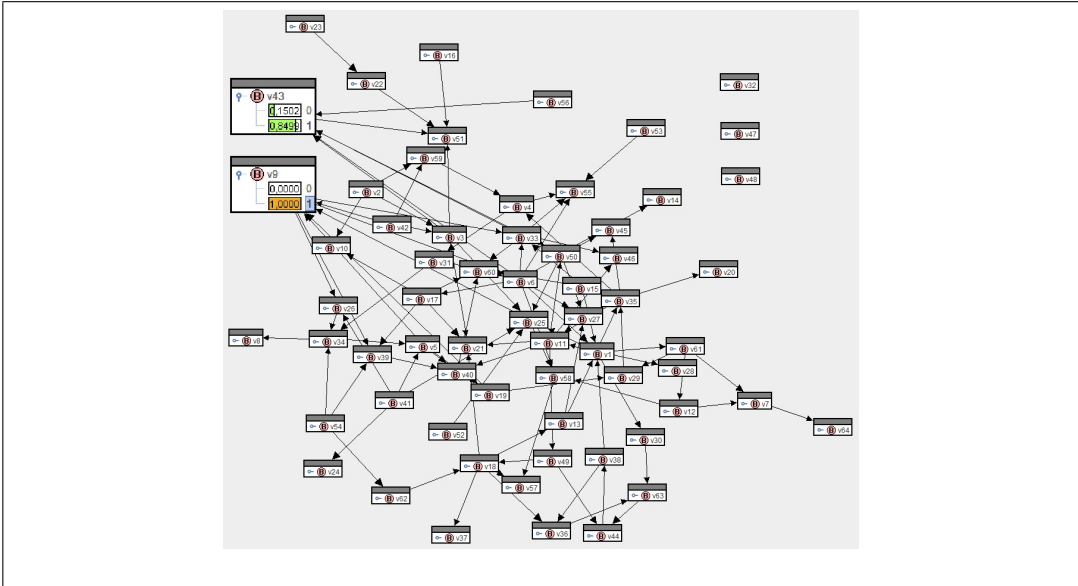 B v23
B v16
B v22
B v43
0,1502 0
0,8499 1
B v32
B v56
B v51
B v53
B v47
B v59
B v9
0,0000 0
1,0000 1
B v48
B v2
B v55
B v14
B v4
B v42
B v45
B v3
B v33
B v10
B v50
B v46
B v31
B v60
B v20
B v6
B v15
B v17
B v35
B v26
B v27
B v25
B v8
B v34
B v11
B v5
B v21
B v61
B v39
B v1
B v28
B v40
B v58
B v29
B v19
B v41
B v7
B v12
B v54
B v13
B v64
B v52
B v30
B v24
B v18
B v49
B v38
B v62
B v57
B v63
B v37
B v36
B v44